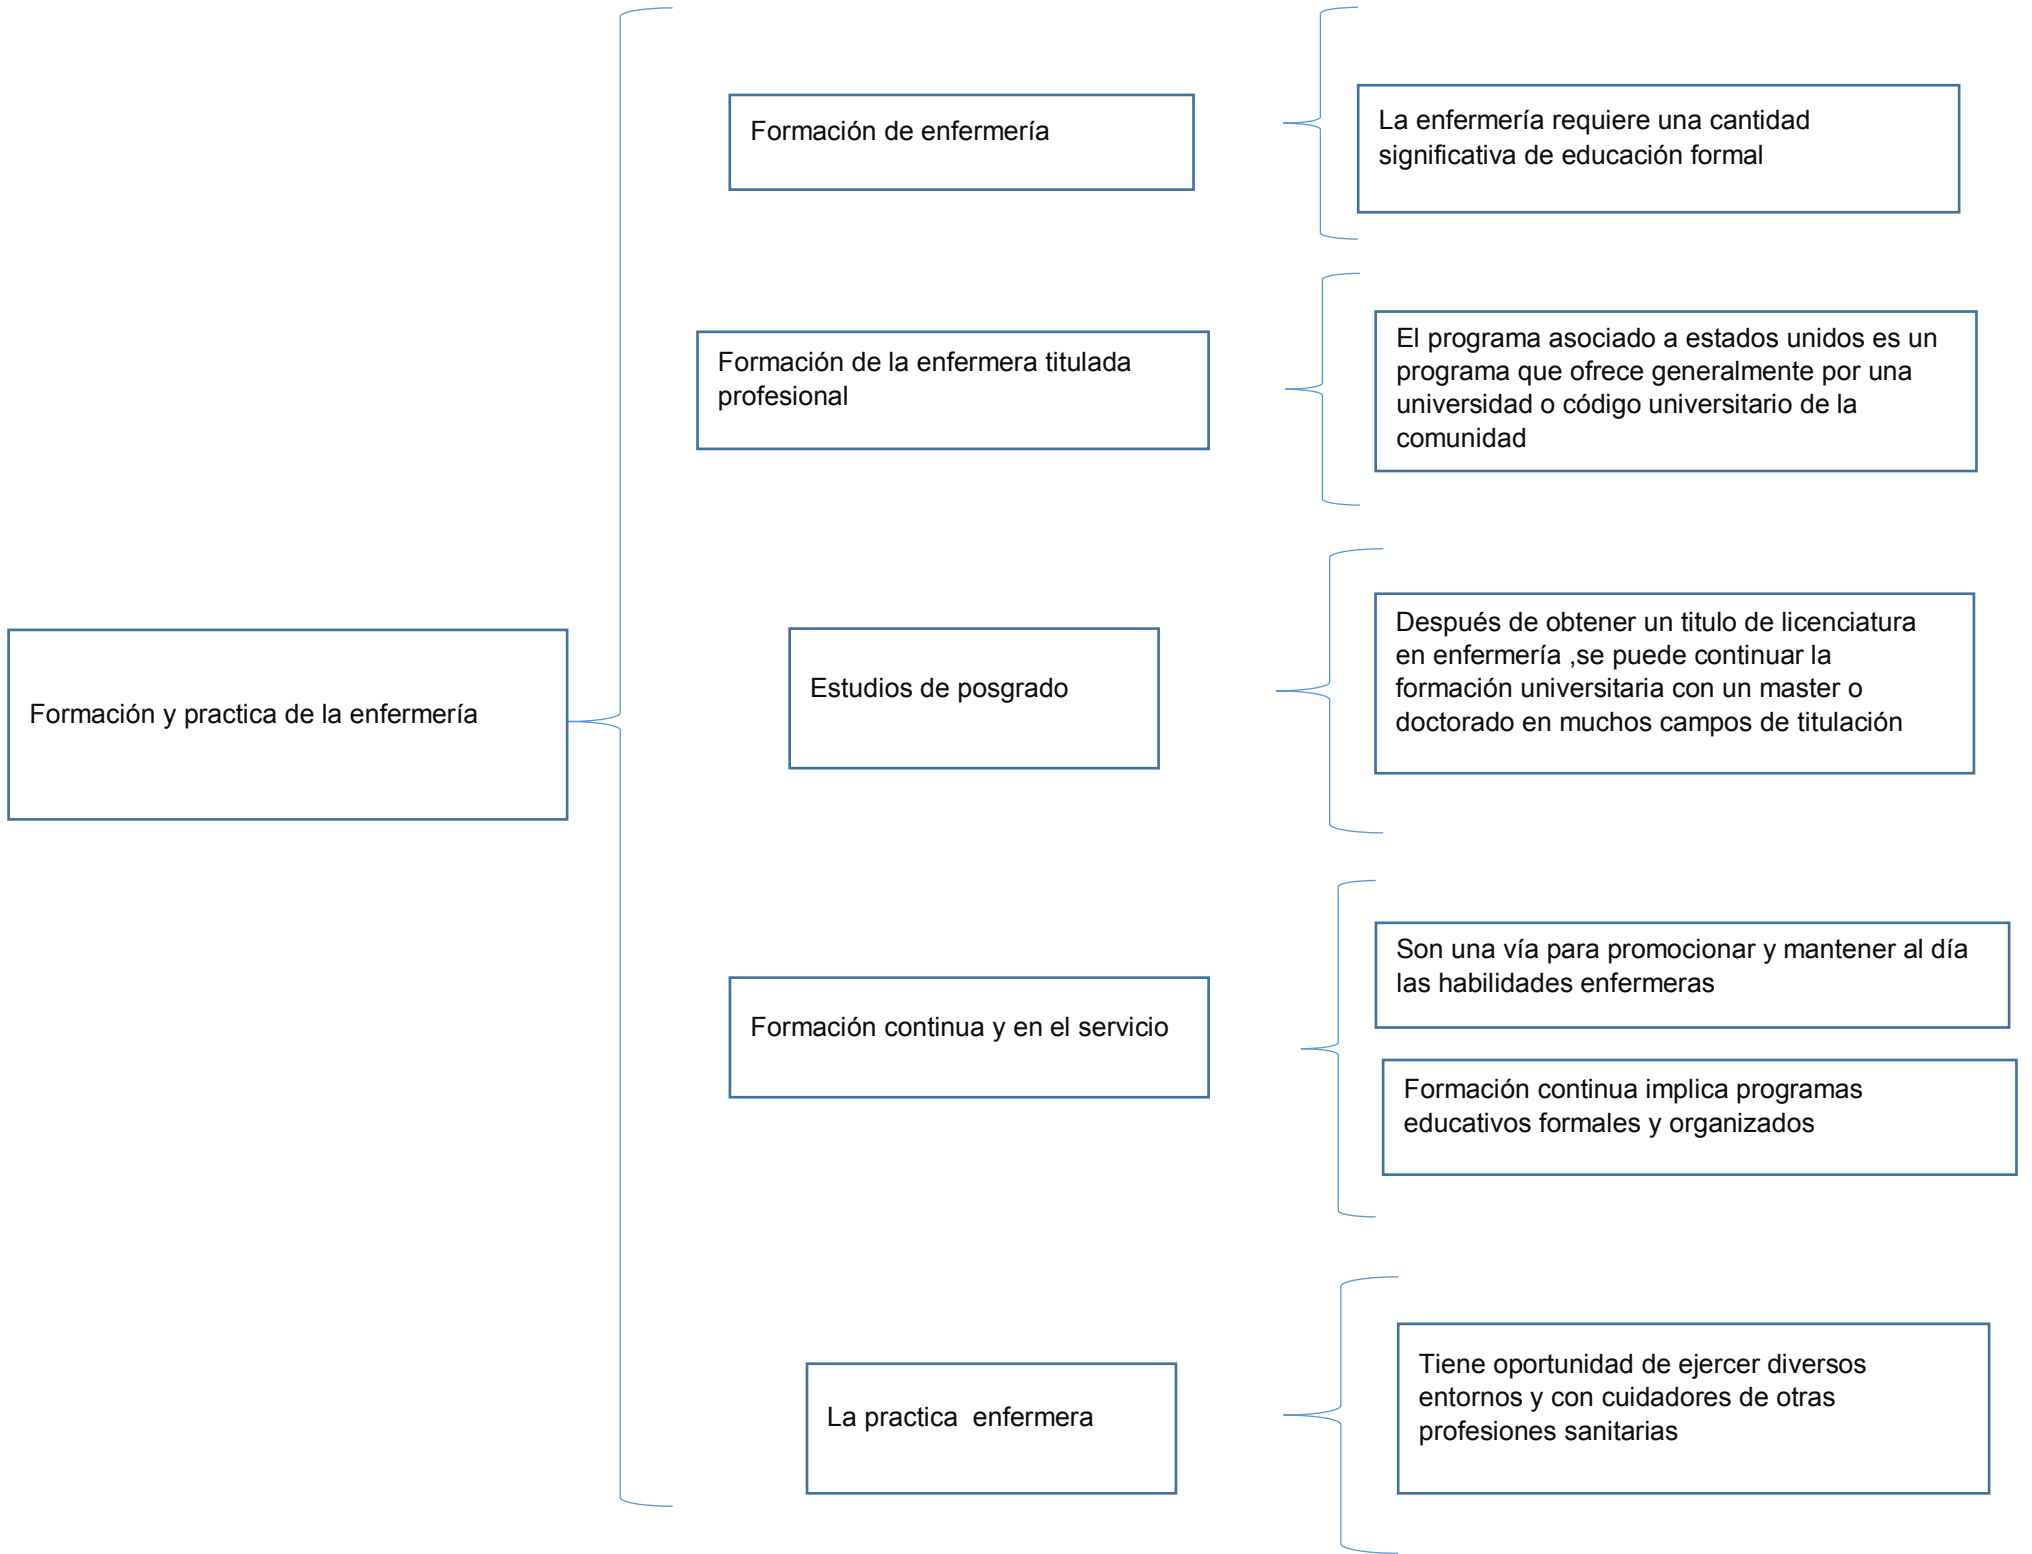 Formación y practica de la enfermería
Formación de enfermería
La enfermería requiere una cantidad
significativa de educación formal
Formación de la enfermera titulada
profesional
El programa asociado a estados unidos es un
programa que ofrece generalmente por una
universidad o código universitario de la
comunidad
Estudios de posgrado
Después de obtener un titulo de licenciatura
en enfermería ,se puede continuar la
formación universitaria con un master o
doctorado en muchos campos de titulación
Formación continua y en el servicio
Son una vía para promocionar y mantener al día
las habilidades enfermeras
Formación continua implica programas
educativos formales y organizados
La practica  enfermera
Tiene oportunidad de ejercer diversos
entornos y con cuidadores de otras
profesiones sanitarias